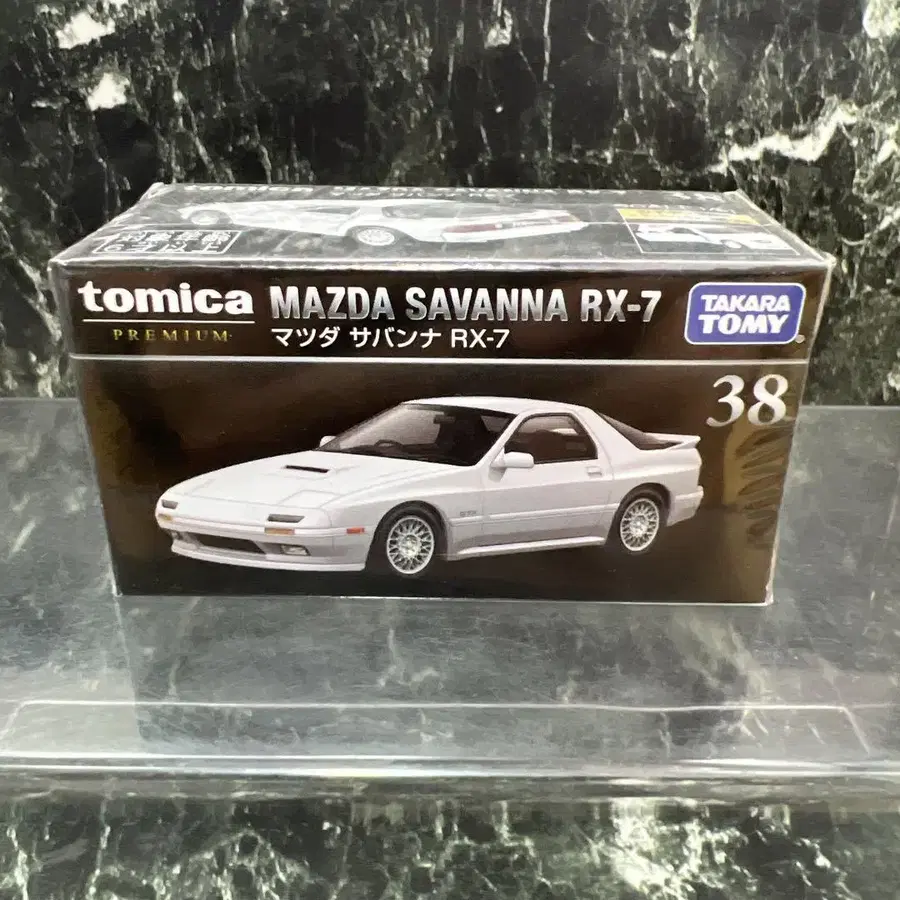 tomica
PREMIUM
MAZDA SAVANNA RX-7
マツダ サバンナ RX-7
TAKARA
TOMY
38